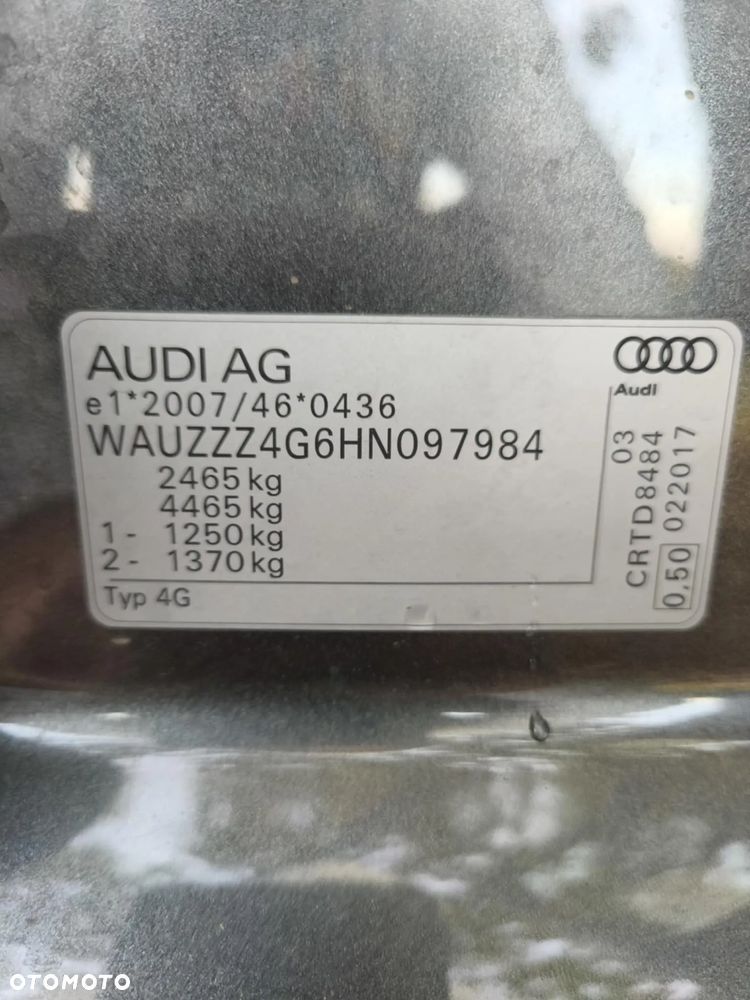 AUDI AG
e1*2007/46*0436
WAUZZZ4G6HN097984
2465 kg
4465 kg
1 - 1250 kg
2 - 1370 kg
Typ 4G
Audi
03
CRTD8484
0,50 022017
OTOMOTO